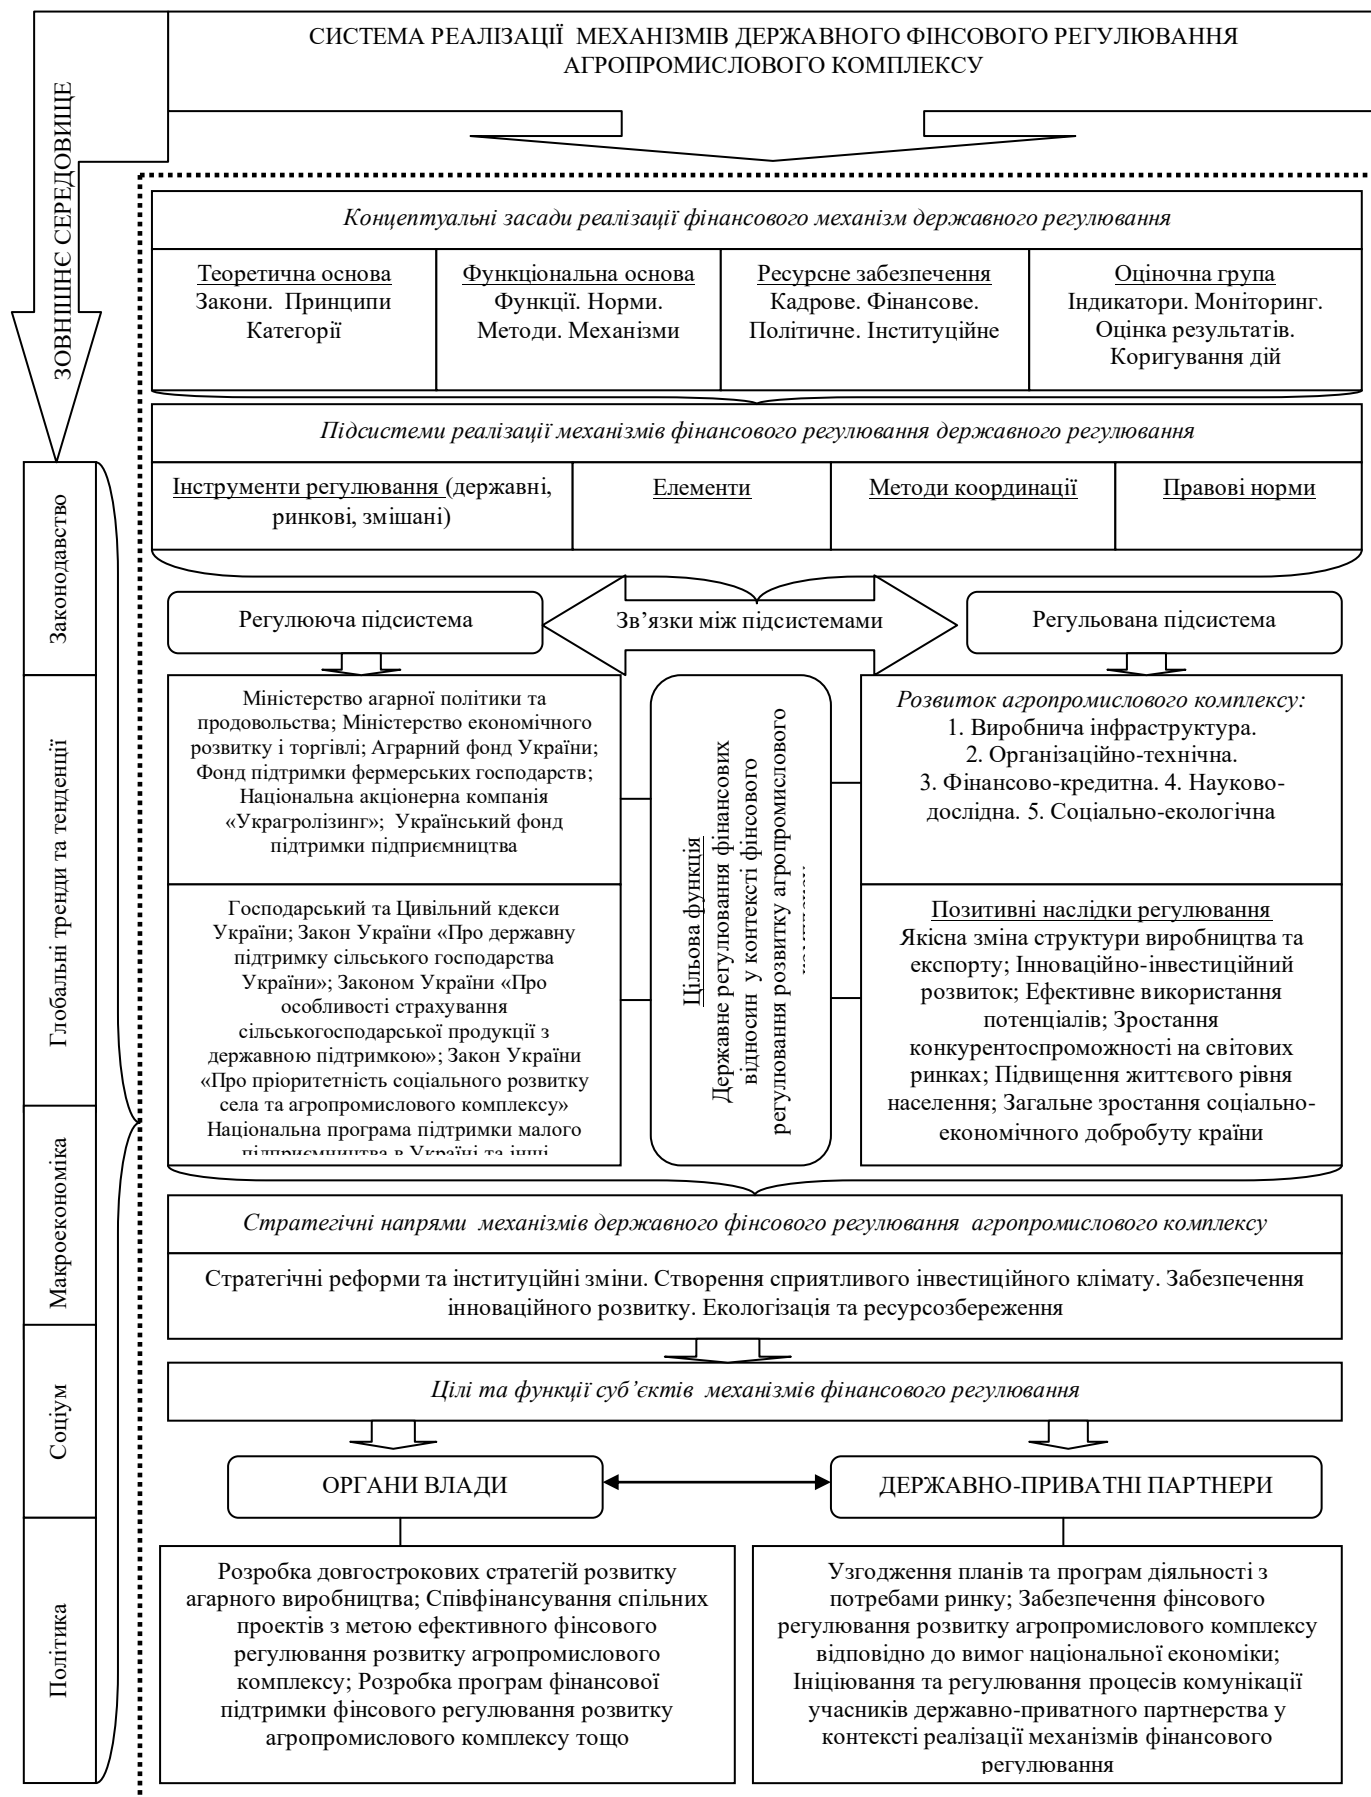 СИСТЕМА РЕАЛІЗАЦІЇ МЕХАНІЗМІВ ДЕРЖАВНОГО ФІНСОВОГО РЕГУЛЮВАННЯ
АГРОПРОМИСЛОВОГО КОМПЛЕКСУ
ЗОВНІШНЄ СЕРЕДОВИЩЕ
Концептуальні засади реалізації фінансового механізм державного регулювання
Теоретична основа
Закони. Принципи
Категорії
Функціональна основа
Функції. Норми.
Методи. Механізми
Ресурсне забезпечення
Кадрове. Фінансове.
Політичне. Інституційне
Оціночна група
Індикатори. Моніторинг.
Оцінка результатів.
Коригування дій
Підсистеми реалізації механізмів фінансового регулювання державного регулювання
Інструменти регулювання (державні,
ринкові, змішані)
Елементи
Методи координації
Правові норми
Законодавство
Глобальні тренди та тенденції
Макроекономіка
Соціум
Політика
Регулююча підсистема
Зв’язки між підсистемами
Регульована підсистема
Міністерство агарної політики та
продовольства; Міністерство економічного
розвитку і торгівлі; Аграрний фонд України;
Фонд підтримки фермерських господарств;
Національна акціонерна компанія
«Украгролізинг»; Український фонд
підтримки підприємництва
Господарський та Цивільний кдекси
України; Закон України «Про державну
підтримку сільського господарства
України»; Законом України «Про
особливості страхування
сільськогосподарської продукції з
державною підтримкою»; Закон України
«Про пріоритетність соціального розвитку
села та агропромислового комплексу»
Національна програма підтримки малого
підприємництва в Україні та інші
Цільова функція
Державне регулювання фінансових
відносин у контексті фінсового
регулювання розвитку агропромислового
Розвиток агропромислового комплексу:
1. Виробнича інфраструктура.
2. Організаційно-технічна.
3. Фінансово-кредитна. 4. Науково-
дослідна. 5. Соціально-екологічна
Позитивні наслідки регулювання
Якісна зміна структури виробництва та
експорту; Інноваційно-інвестиційний
розвиток; Ефективне використання
потенціалів; Зростання
конкурентоспроможності на світових
ринках; Підвищення життєвого рівня
населення; Загальне зростання соціально-
економічного добробуту країни
Стратегічні напрями механізмів державного фінсового регулювання агропромислового комплексу
Стратегічні реформи та інституційні зміни. Створення сприятливого інвестиційного клімату. Забезпечення
інноваційного розвитку. Екологізація та ресурсозбереження
Цілі та функції суб’єктів механізмів фінансового регулювання
ОРГАНИ ВЛАДИ
ДЕРЖАВНО-ПРИВАТНІ ПАРТНЕРИ
Розробка довгострокових стратегій розвитку
агарного виробництва; Співфінансування спільних
проектів з метою ефективного фінсового
регулювання розвитку агропромислового
комплексу; Розробка програм фінансової
підтримки фінсового регулювання розвитку
агропромислового комплексу тощо
Узгодження планів та програм діяльності з
потребами ринку; Забезпечення фінсового
регулювання розвитку агропромислового комплексу
відповідно до вимог національної економіки;
Ініціювання та регулювання процесів комунікації
учасників державно-приватного партнерства у
контексті реалізації механізмів фінансового
регулювання